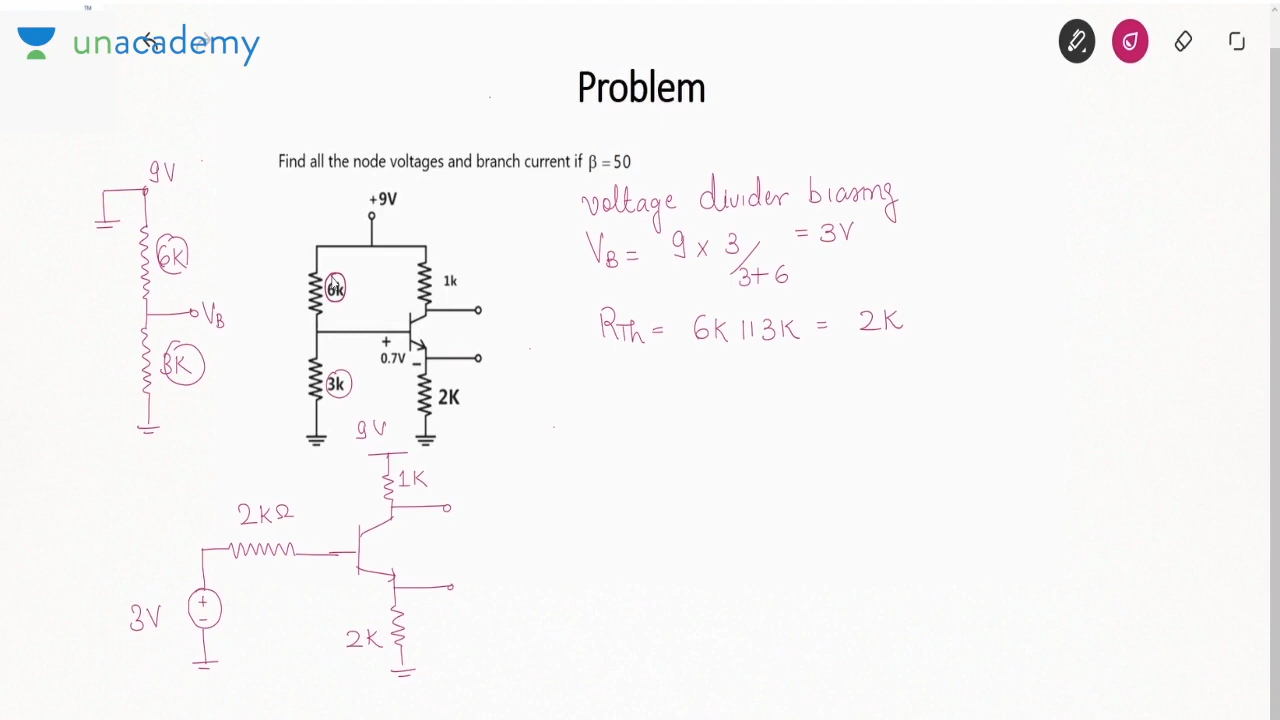 TM
unacademy
Problem
Find all the node voltages and branch current if β = 50
9V
6K
VB
3K
+9V
6k
1k
+
0.7V −
3k
2K
voltage divider biasing
VB = 9 × 3/3+6 = 3V
RTh = 6K || 3K = 2K
9V
1K
2KΩ
3V
+
−
2K